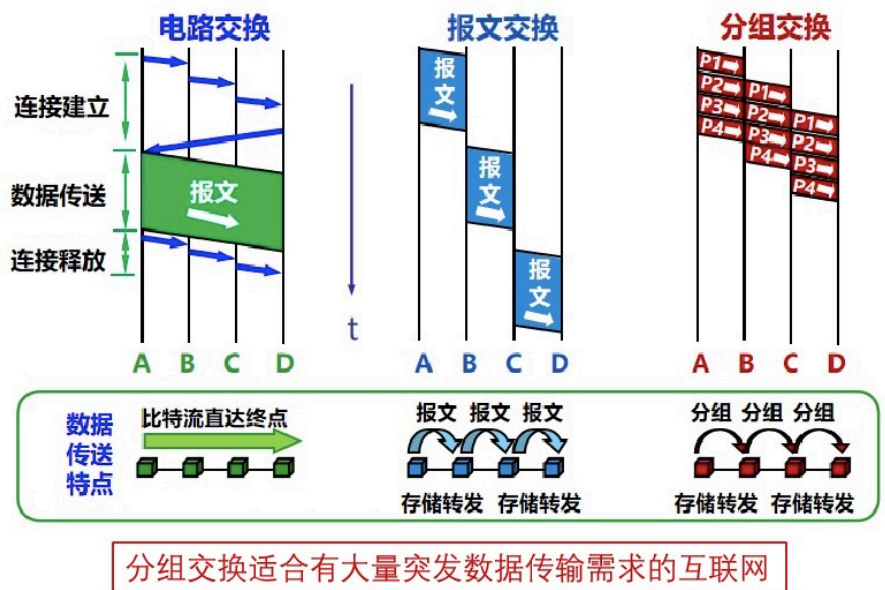 电路交换
报文交换
分组交换
连接建立
数据传送
连接释放
报文
t
报文
报文
报文
P1
P2 P1
P3 P2 P1
P4 P3 P2
P4 P3
P4
A B C D
A B C D
A B C D
数据
传送
特点
比特流直达终点
报文 报文 报文
存储转发 存储转发
分组 分组 分组
存储转发 存储转发
分组交换适合有大量突发数据传输需求的互联网